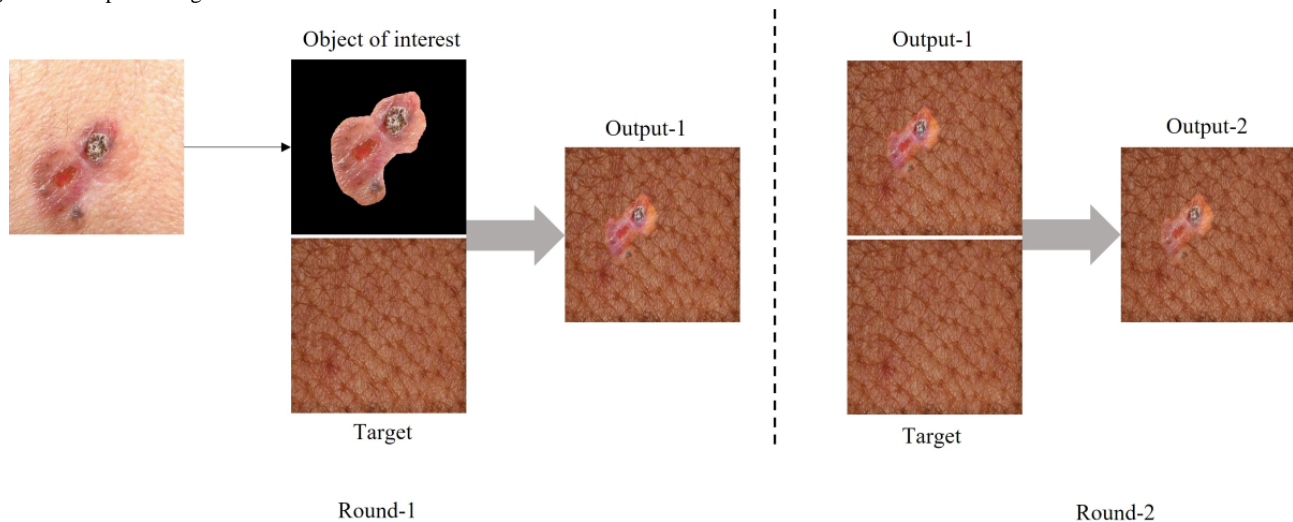 Object of interest
Output-1
Target
Round-1
Output-1
Output-2
Target
Round-2